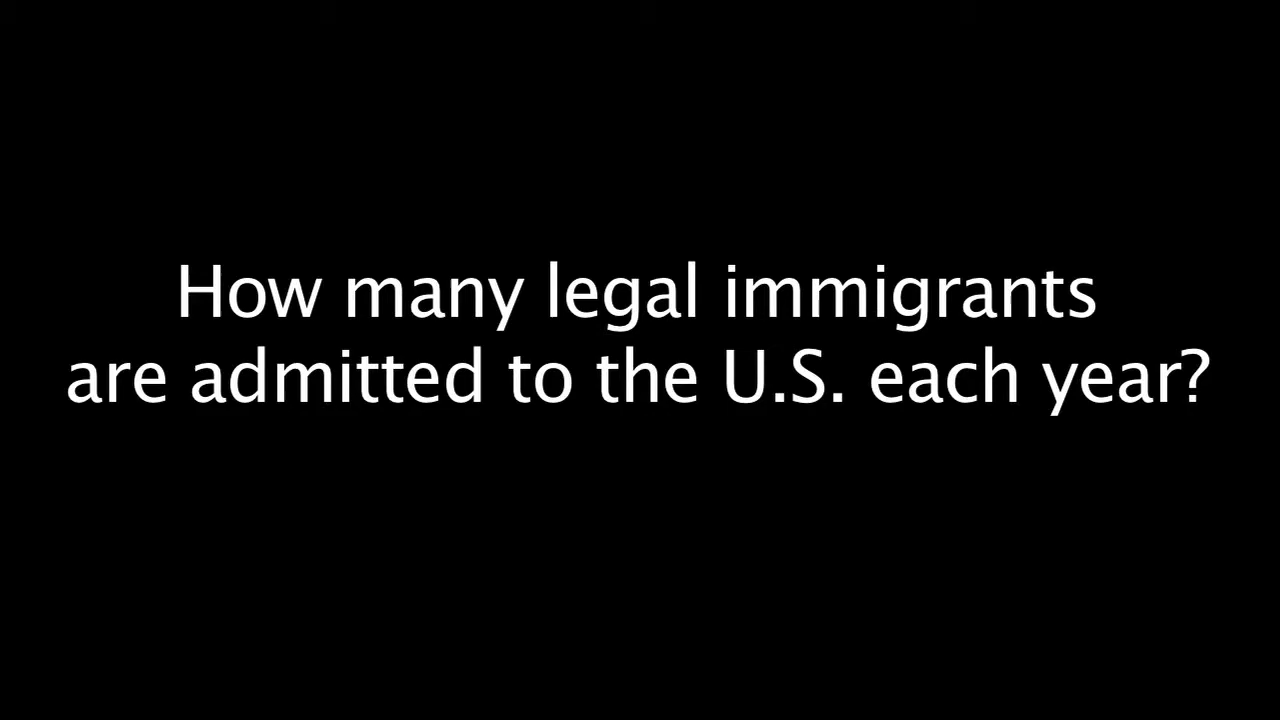 How many legal immigrants
are admitted to the U.S. each year?